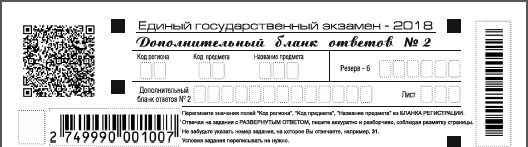 Единый государственный экзамен - 2018
Дополнительный бланк ответов № 2
Код региона Код предмета Название предмета
Резерв - 6
Дополнительный
бланк ответов № 2
Лист
Перепишите значения полей "Код региона", "Код предмета", "Название предмета" из БЛАНКА РЕГИСТРАЦИИ.
Отвечая на задания с РАЗВЕРНУТЫМ ОТВЕТОМ, пишите аккуратно и разборчиво, соблюдая разметку страницы.
Не забудьте указать номер задания, на которое Вы отвечаете, например, 31.
Условия задания переписывать не нужно.
2 749990 001007